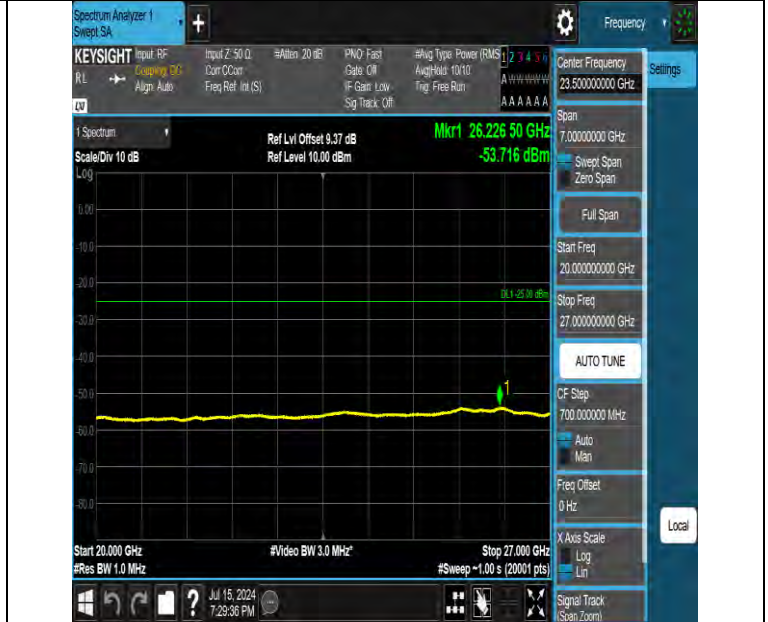 Spectrum Analyzer 1
Swept SA
+
Frequency
KEYSIGHT
RL
Input: RF
Coupling: DC
Align: Auto
Input Z: 50 Ω
Corr CCorr
Freq Ref: Int (S)
#Atten: 20 dB
PNO: Fast
Gate: Off
IF Gain: Low
Sig Track: Off
#Avg Type: Power (RMS
Avg|Hold: 10/10
Trig: Free Run
1 2 3 4 5 6
A W W W W W
A A A A A A
1 Spectrum
Scale/Div 10 dB
Ref Lvl Offset 9.37 dB
Ref Level 10.00 dBm
Mkr1 26.226 50 GHz
-53.716 dBm
Log
0.00
-10.0
-20.0
DL1 -25.00 dBm
-30.0
-40.0
1
-50.0
-60.0
-70.0
-80.0
Start 20.000 GHz
#Res BW 1.0 MHz
#Video BW 3.0 MHz*
Stop 27.000 GHz
#Sweep ~1.00 s (20001 pts)
?
Jul 15, 2024
7:29:36 PM
Center Frequency
23.500000000 GHz
Settings
Span
7.00000000 GHz
Swept Span
Zero Span
Full Span
Start Freq
20.000000000 GHz
Stop Freq
27.000000000 GHz
AUTO TUNE
CF Step
700.000000 MHz
Auto
Man
Freq Offset
0 Hz
X Axis Scale
Log
Lin
Local
Signal Track
(Span Zoom)